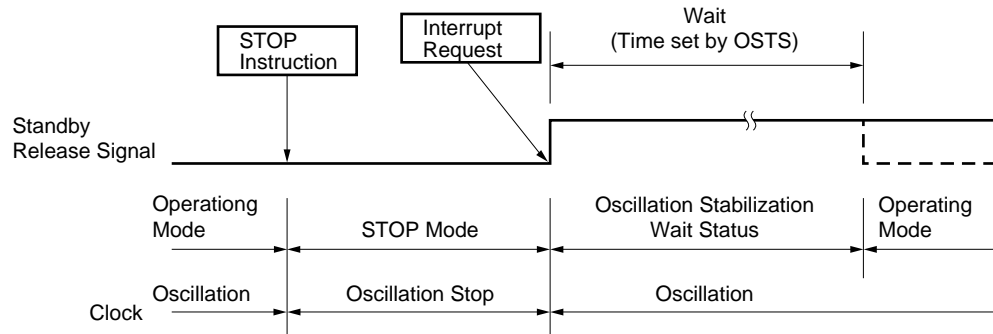 Wait
(Time set by OSTS)
STOP
Instruction
Interrupt
Request
Standby
Release Signal
Operationg
Mode
STOP Mode
Oscillation Stabilization
Wait Status
Operating
Mode
Clock
Oscillation
Oscillation Stop
Oscillation